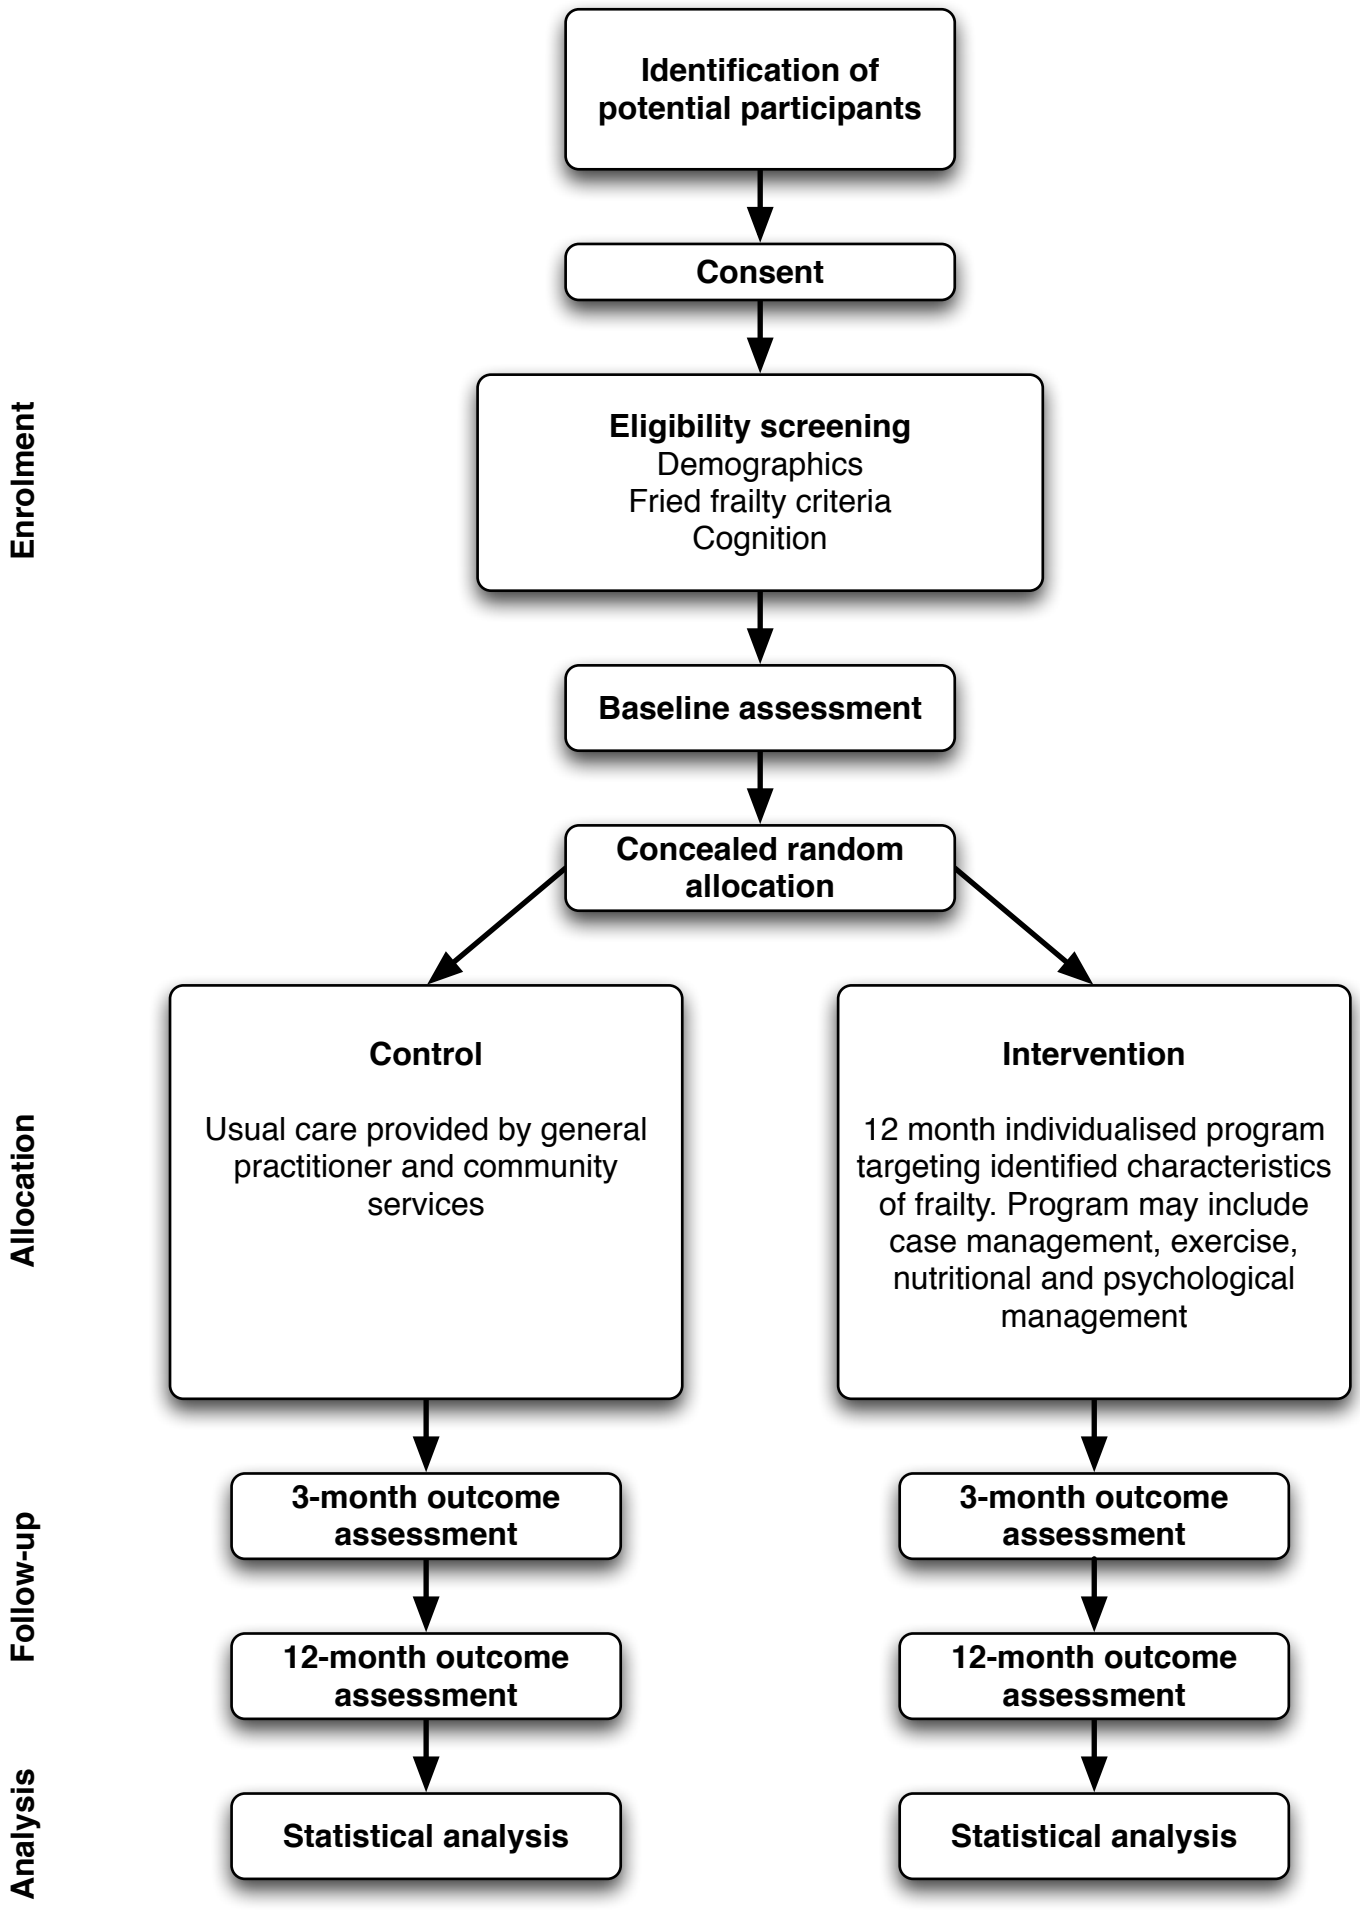 Identification of
potential participants
Consent
Enrolment
Eligibility screening
Demographics
Fried frailty criteria
Cognition
Baseline assessment
Concealed random
allocation
Allocation
Control
Usual care provided by general
practitioner and community
services
Intervention
12 month individualised program
targeting identified characteristics
of frailty. Program may include
case management, exercise,
nutritional and psychological
management
Follow-up
3-month outcome
assessment
3-month outcome
assessment
12-month outcome
assessment
12-month outcome
assessment
Analysis
Statistical analysis
Statistical analysis